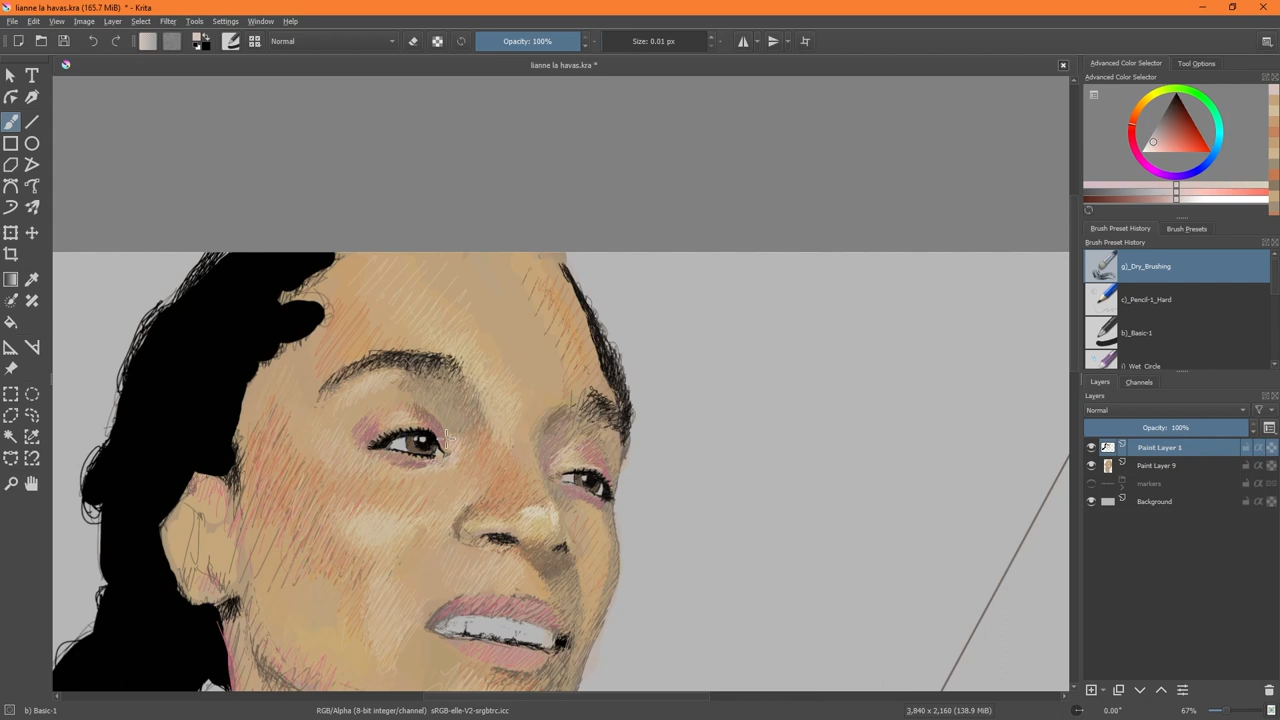 lianne la havas.kra (165.7 MiB) * - Krita
File Edit View Image Layer Select Filter Tools Settings Window Help
Normal
Opacity: 100%
Size: 0.01 px
lianne la havas.kra *
Advanced Color Selector
Tool Options
Advanced Color Selector
Brush Preset History
Brush Presets
Brush Preset History
g)_Dry_Brushing
c)_Pencil-1_Hard
b)_Basic-1
i)_Wet_Circle
Layers
Channels
Layers
Normal
Opacity: 100%
Paint Layer 1
Paint Layer 9
markers
Background
b) Basic-1
RGB/Alpha (8-bit integer/channel) sRGB-elle-V2-srgbtrc.icc
3,840 x 2,160 (138.9 MiB)
0.00°
67%